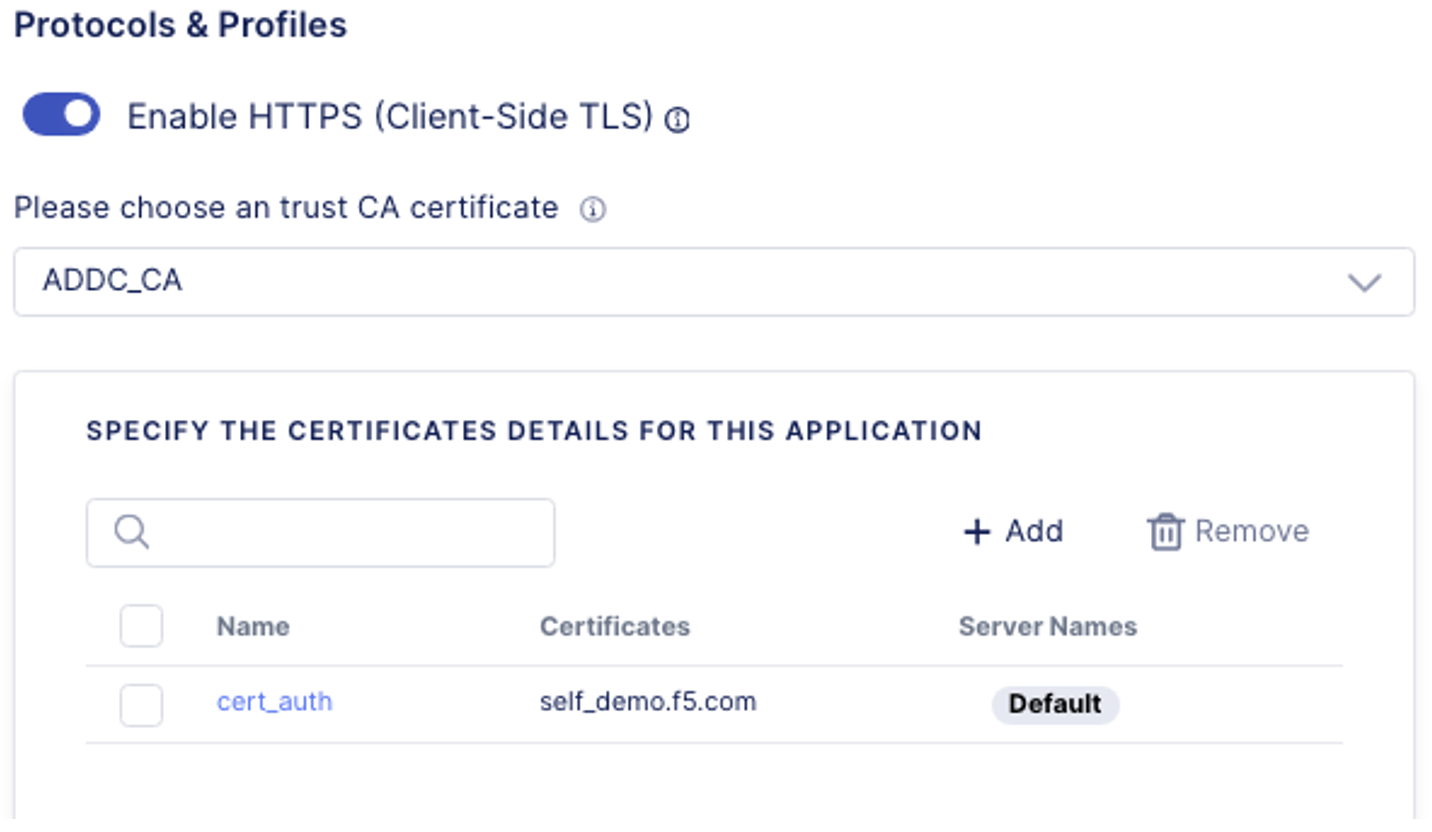 Protocols & Profiles
Enable HTTPS (Client-Side TLS)
Please choose an trust CA certificate
ADDC_CA
SPECIFY THE CERTIFICATES DETAILS FOR THIS APPLICATION
+ Add Remove
Name Certificates Server Names
cert_auth self_demo.f5.com Default